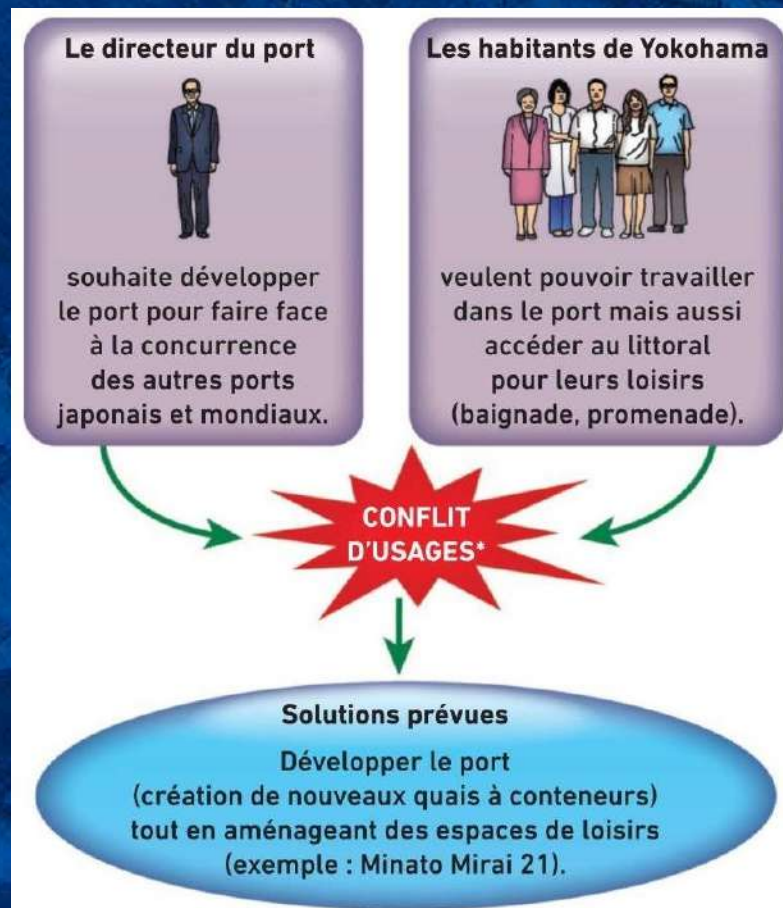 Le directeur du port
souhaite développer
le port pour faire face
à la concurrence
des autres ports
japonais et mondiaux.
Les habitants de Yokohama
veulent pouvoir travailler
dans le port mais aussi
accéder au littoral
pour leurs loisirs
(baignade, promenade).
CONFLIT
D'USAGES*
Solutions prévues
Développer le port
(création de nouveaux quais à conteneurs)
tout en aménageant des espaces de loisirs
(exemple : Minato Mirai 21).